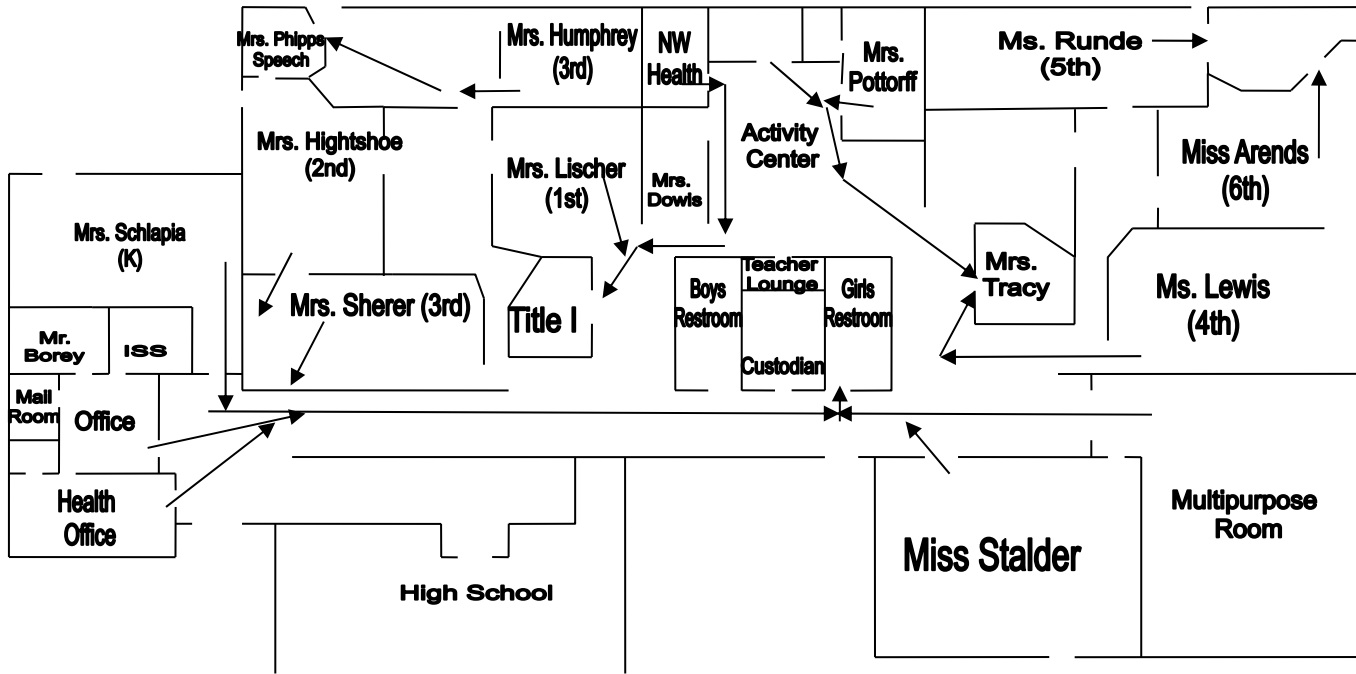 Mrs. Phipps
Speech
Mrs. Humphrey
(3rd)
NW
Health
Mrs.
Pottorff
Ms. Runde
(5th)
Mrs. Hightshoe
(2nd)
Mrs. Lischer
(1st)
Mrs.
Dowis
Activity
Center
Miss Arends
(6th)
Mrs. Schlapia
(K)
Mrs. Sherer (3rd)
Title I
Boys
Restroom
Teacher
Lounge
Girls
Restroom
Mrs.
Tracy
Ms. Lewis
(4th)
Mr.
Borey
ISS
Custodian
Mail
Room
Office
Health
Office
High School
Miss Stalder
Multipurpose
Room